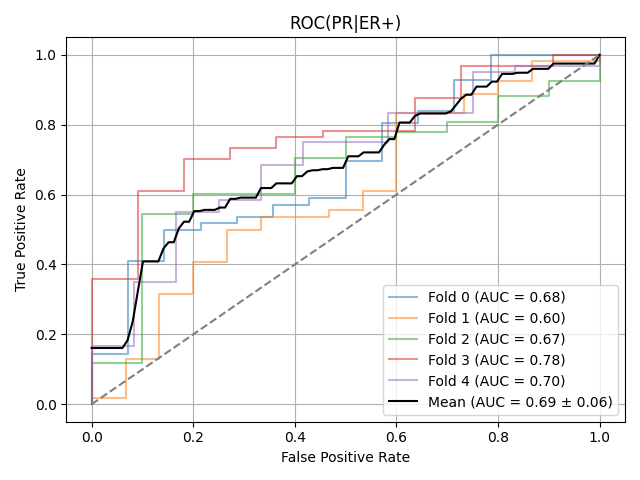 ROC(PR|ER+)
True Positive Rate
1.0
0.8
0.6
0.4
0.2
0.0
Fold 0 (AUC = 0.68)
Fold 1 (AUC = 0.60)
Fold 2 (AUC = 0.67)
Fold 3 (AUC = 0.78)
Fold 4 (AUC = 0.70)
Mean (AUC = 0.69 ± 0.06)
0.0 0.2 0.4 0.6 0.8 1.0
False Positive Rate